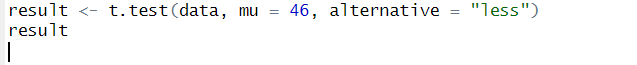 result <- t.test(data, mu = 46, alternative = "less")
result